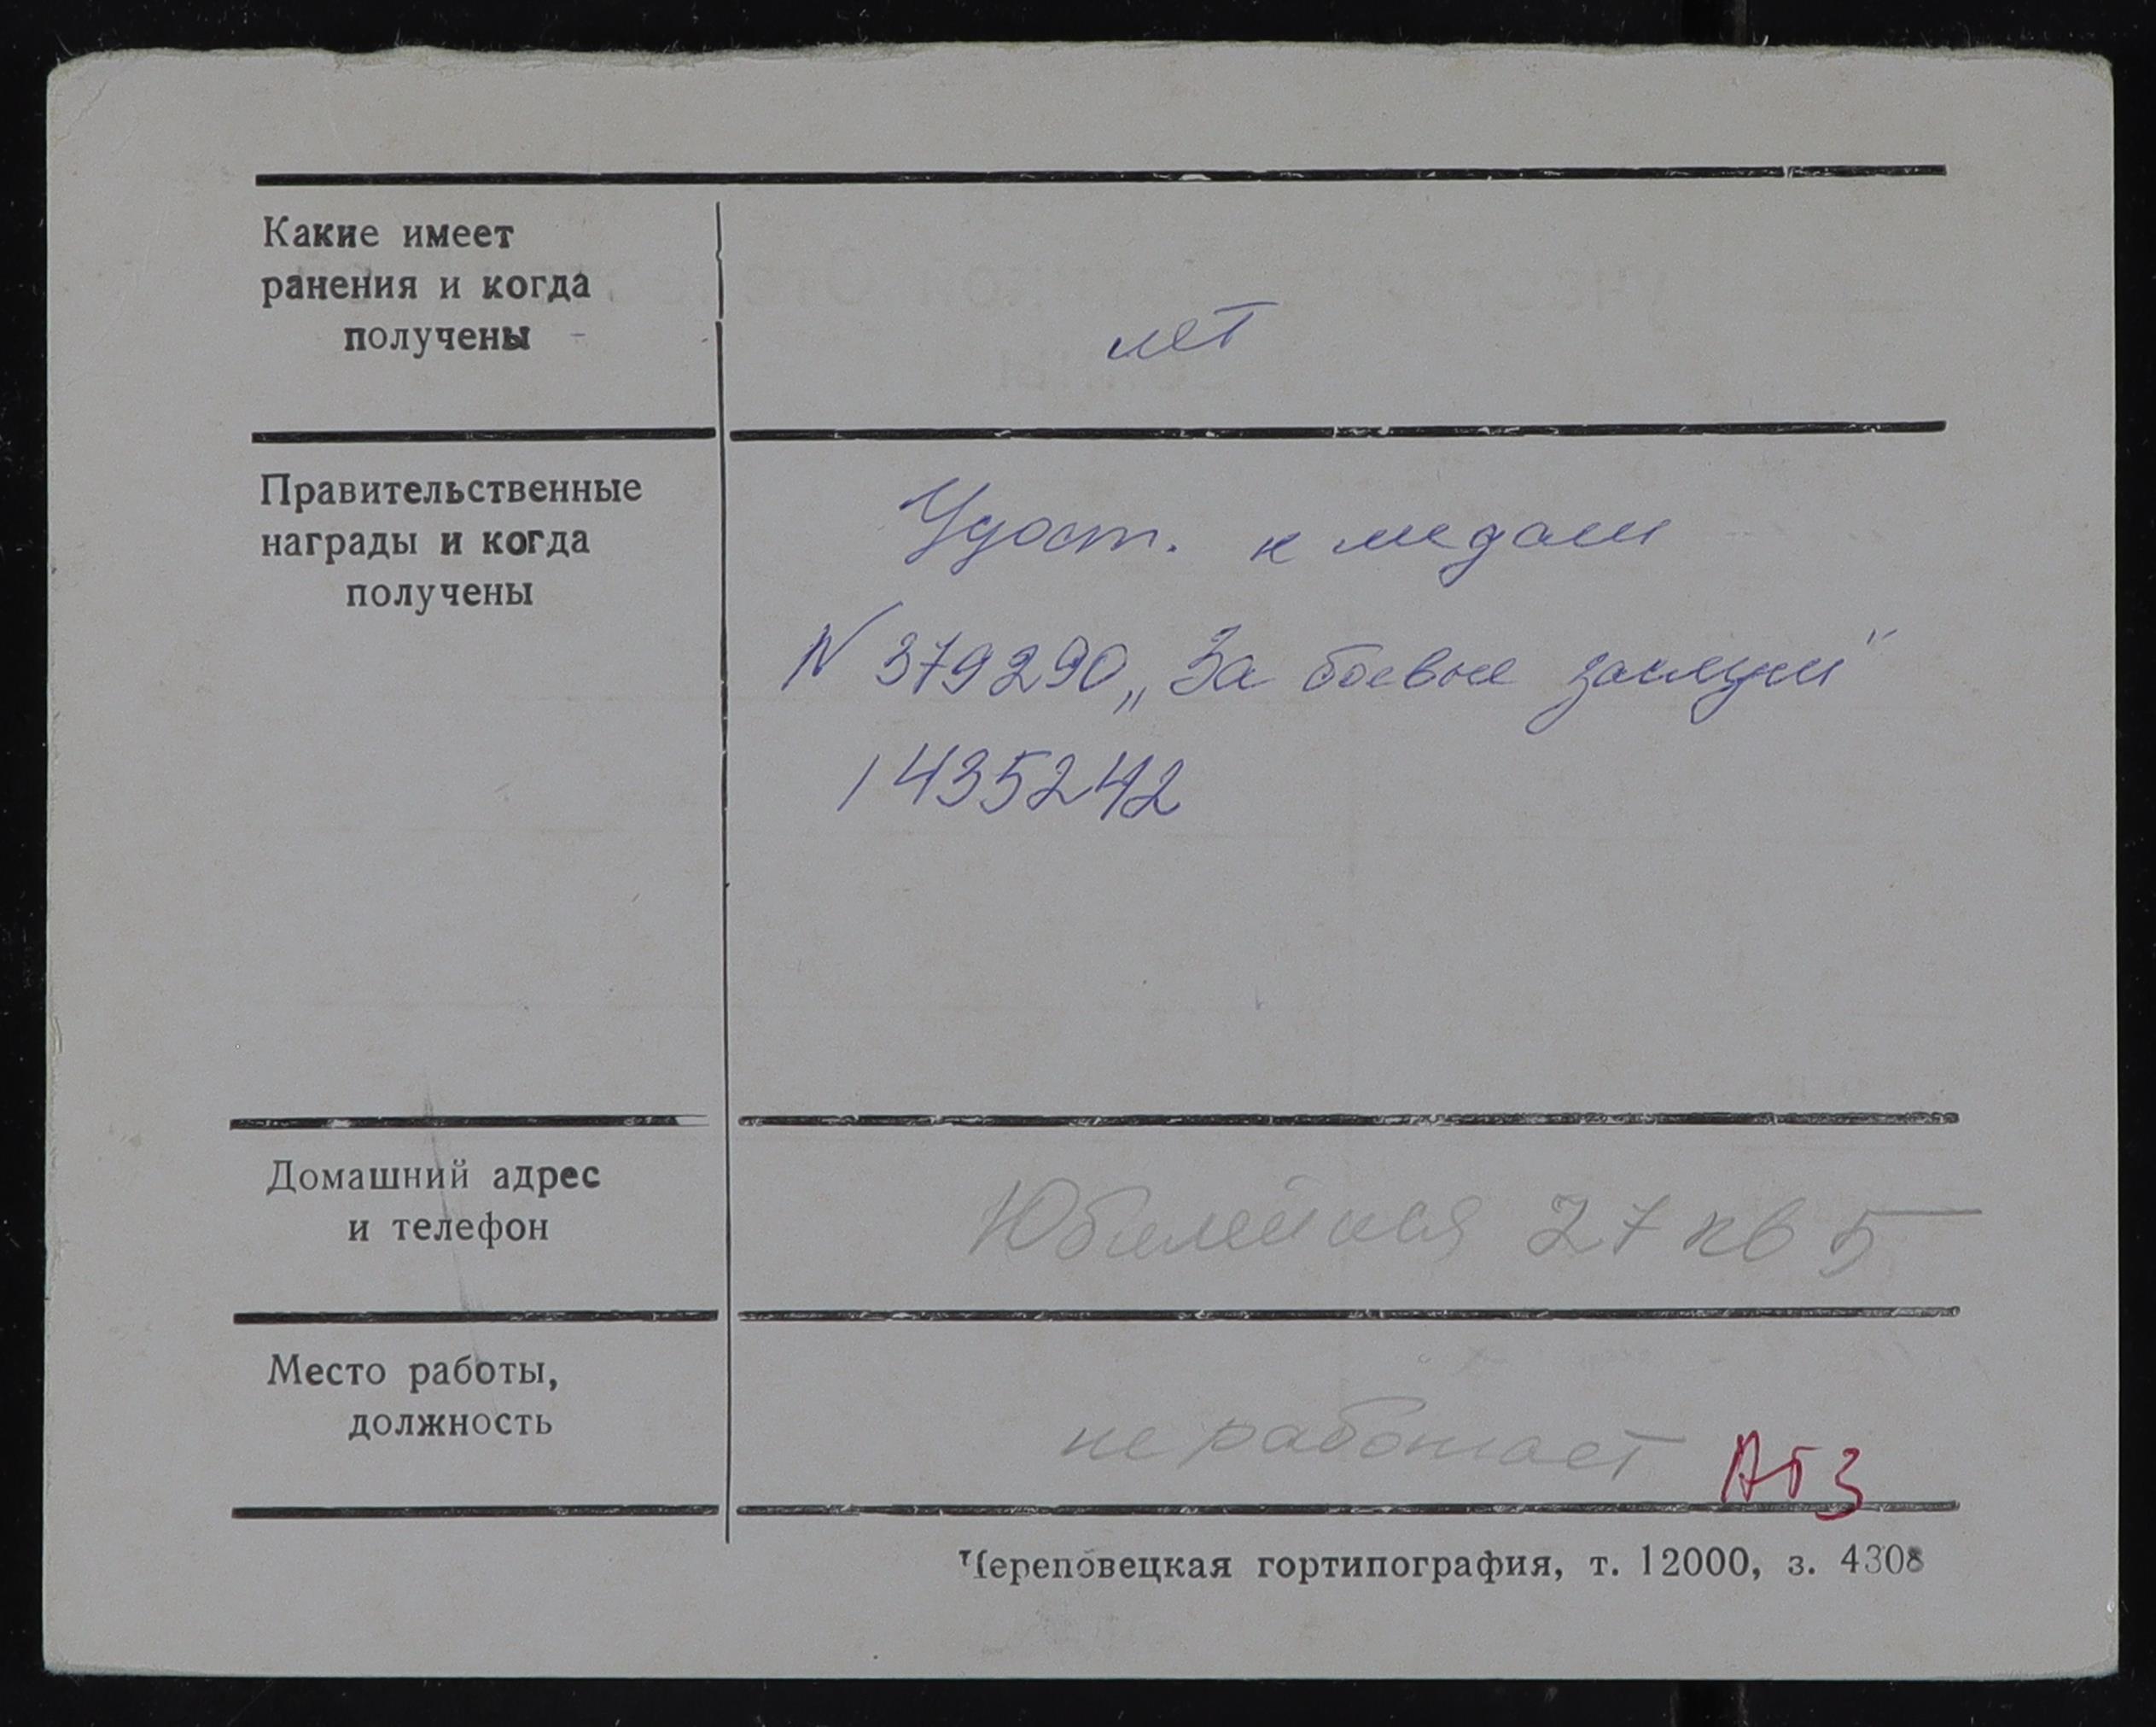 Какие имеет
ранения и когда
получены
нет
Правительственные
награды и когда
получены
Удост. к медали
N 379290 „За боевые заслуги"
1435242
Домашний адрес
и телефон
Юбилейная 27 кв 5
Место работы,
должность
не работает АТЗ
Череповецкая гортипография, т. 12000, з. 4308